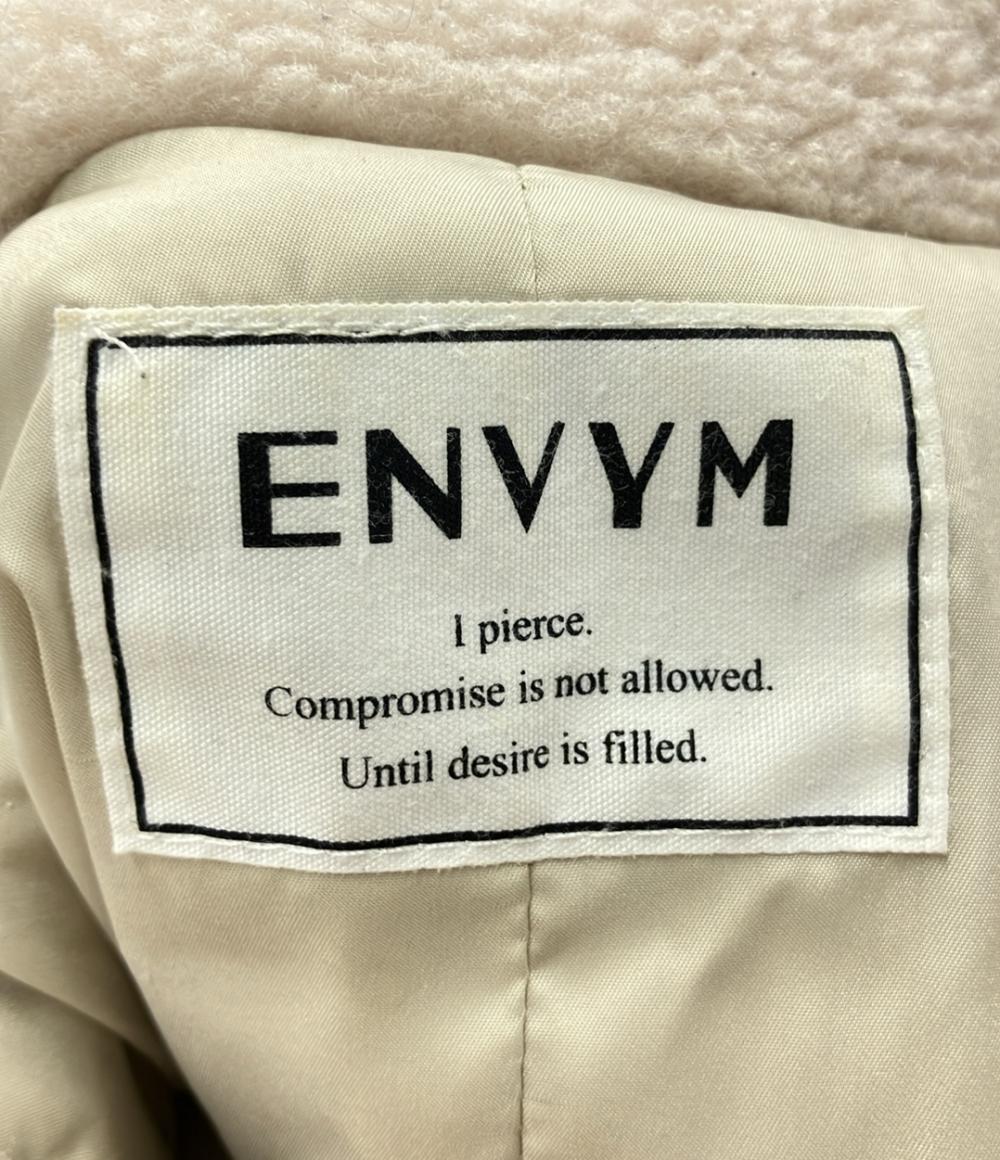 ENVYM
I pierce.
Compromise is not allowed.
Until desire is filled.